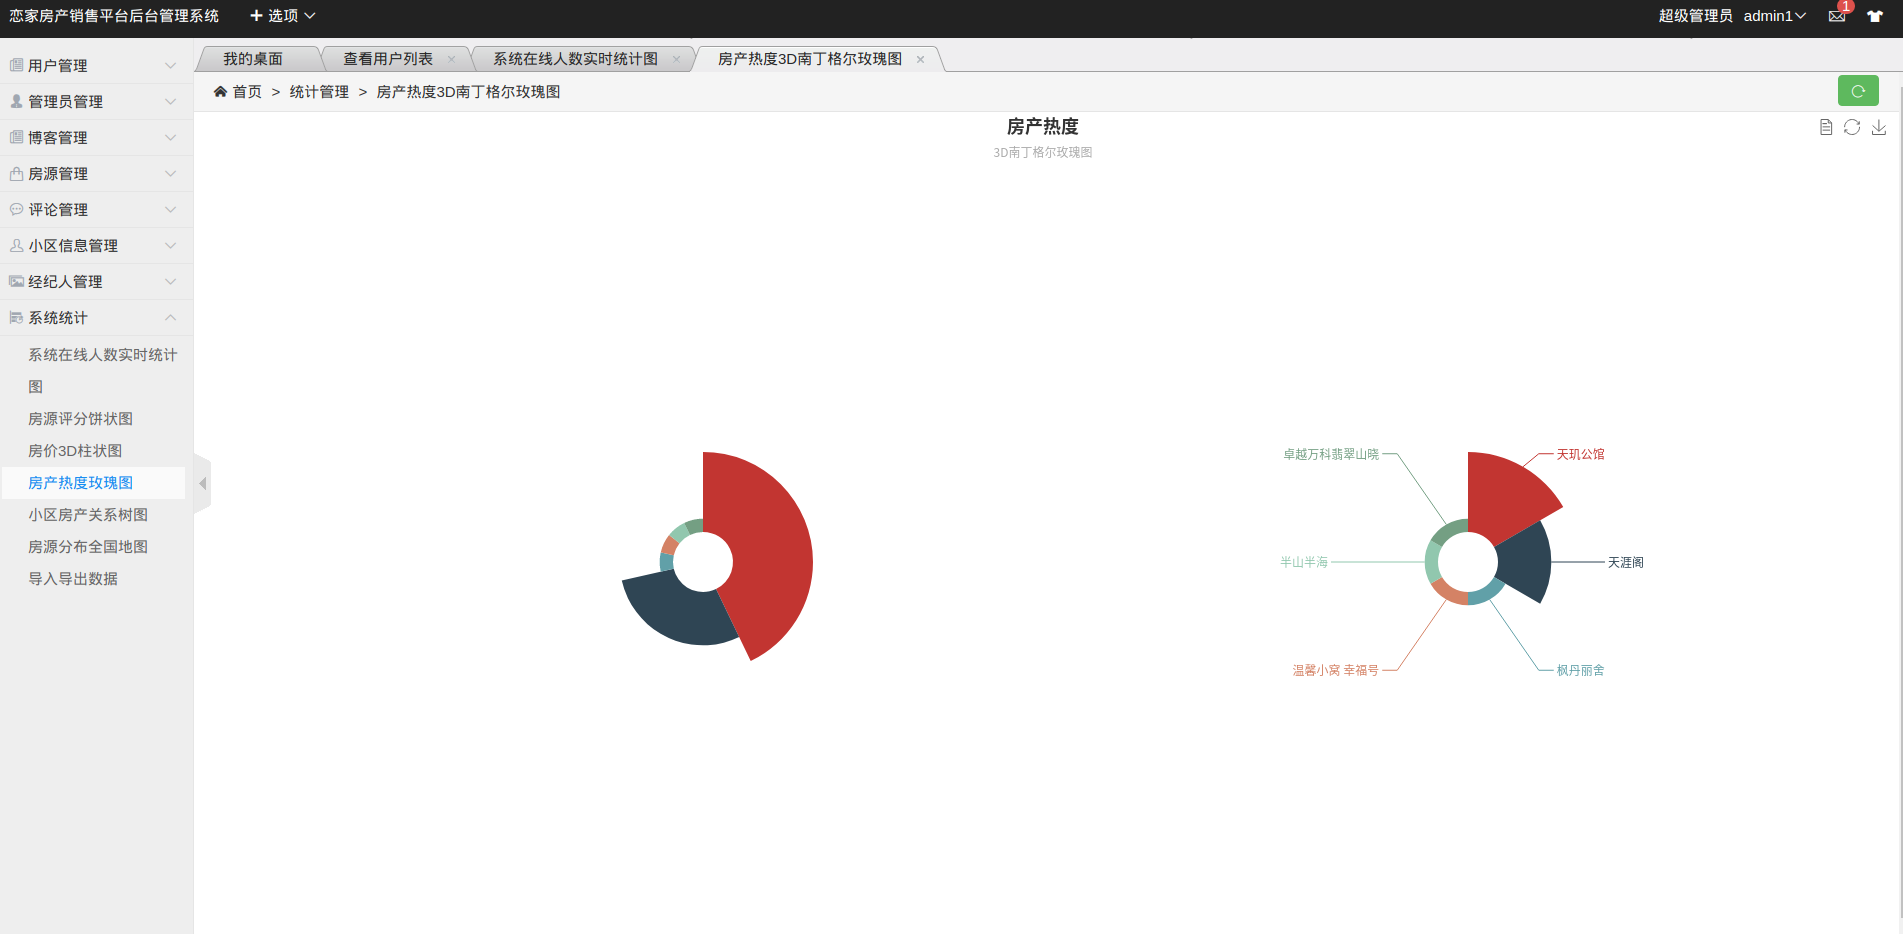 恋家房产销售平台后台管理系统 选项 超级管理员 admin1 1
用户管理
管理员管理
博客管理
房源管理
评论管理
小区信息管理
经纪人管理
系统统计
系统在线人数实时统计
图
房源评分饼状图
房价3D柱状图
房产热度玫瑰图
小区房产关系树图
房源分布全国地图
导入导出数据
我的桌面 查看用户列表 系统在线人数实时统计图 房产热度3D南丁格尔玫瑰图
首页 > 统计管理 > 房产热度3D南丁格尔玫瑰图
房产热度
3D南丁格尔玫瑰图
卓越万科翡翠山晓 天玑公馆
半山半海 天涯阁
温馨小窝 幸福号 枫丹丽舍